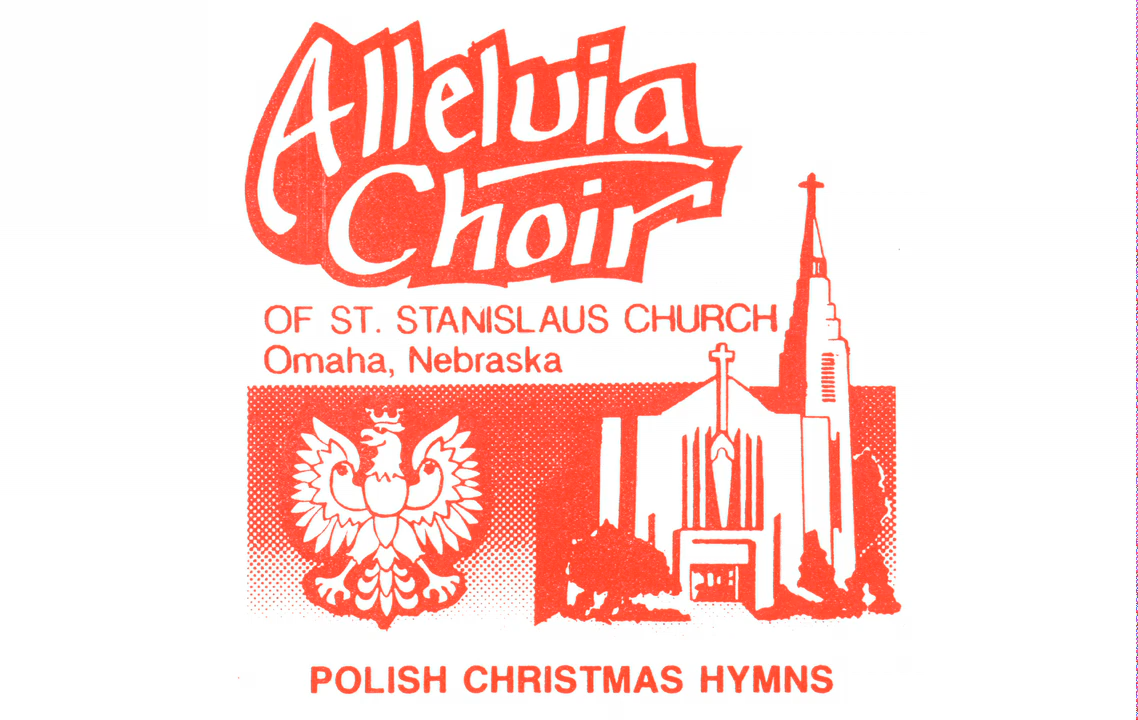 Alleluia
Choir
OF ST. STANISLAUS CHURCH
Omaha, Nebraska
POLISH CHRISTMAS HYMNS